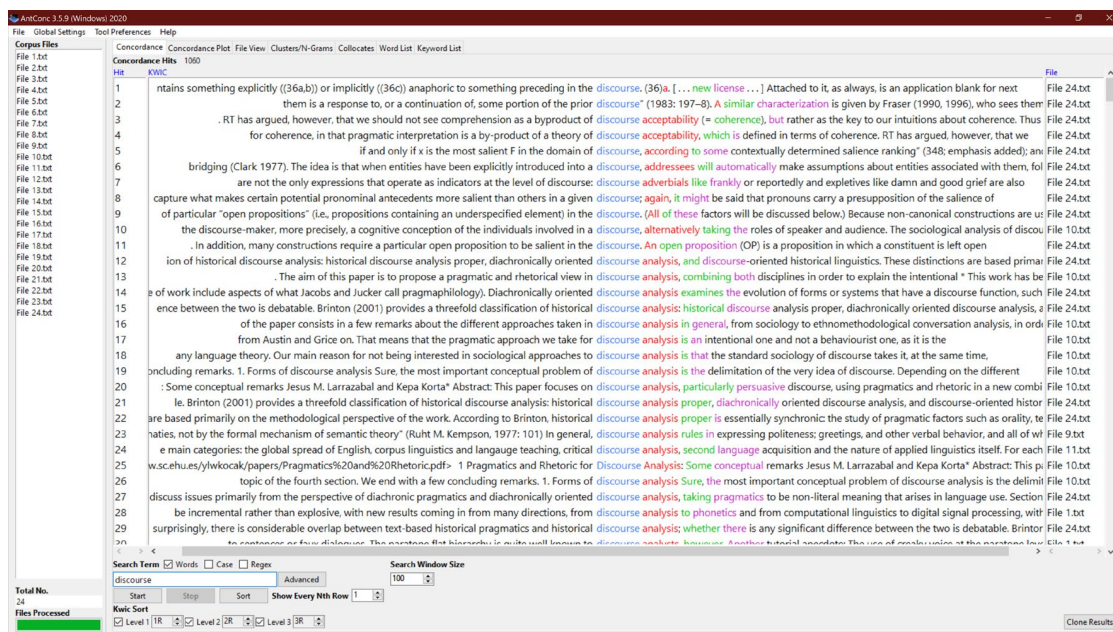 AntConc 3.5.9 (Windows) 2020
File Global Settings Tool Preferences Help
Corpus Files
File 1.txt
File 2.txt
File 3.txt
File 4.txt
File 5.txt
File 6.txt
File 7.txt
File 8.txt
File 9.txt
File 10.txt
File 11.txt
File 12.txt
File 13.txt
File 14.txt
File 15.txt
File 16.txt
File 17.txt
File 18.txt
File 19.txt
File 20.txt
File 21.txt
File 22.txt
File 23.txt
File 24.txt
Total No.
24
Files Processed
Concordance Concordance Plot File View Clusters/N-Grams Collocates Word List Keyword List
Concordance Hits 1060
Hit KWIC File
1 ntains something explicitly ((36a,b)) or implicitly ((36c)) anaphoric to something preceding in the discourse. (36)a. [ . . . new license . . . ] Attached to it, as always, is an application blank for next File 24.txt
2 them is a response to, or a continuation of, some portion of the prior discourse" (1983: 197–8). A similar characterization is given by Fraser (1990, 1996), who sees them File 24.txt
3 . RT has argued, however, that we should not see comprehension as a byproduct of discourse acceptability (= coherence), but rather as the key to our intuitions about coherence. Thus File 24.txt
4 for coherence, in that pragmatic interpretation is a by-product of a theory of discourse acceptability, which is defined in terms of coherence. RT has argued, however, that we File 24.txt
5 if and only if x is the most salient F in the domain of discourse, according to some contextually determined salience ranking" (348; emphasis added); and File 24.txt
6 bridging (Clark 1977). The idea is that when entities have been explicitly introduced into a discourse, addressees will automatically make assumptions about entities associated with them, fol File 24.txt
7 are not the only expressions that operate as indicators at the level of discourse: discourse adverbials like frankly or reportedly and expletives like damn and good grief are also File 24.txt
8 capture what makes certain potential pronominal antecedents more salient than others in a given discourse; again, it might be said that pronouns carry a presupposition of the salience of File 24.txt
9 of particular "open propositions" (i.e., propositions containing an underspecified element) in the discourse. (All of these factors will be discussed below.) Because non-canonical constructions are us File 24.txt
10 the discourse-maker, more precisely, a cognitive conception of the individuals involved in a discourse, alternatively taking the roles of speaker and audience. The sociological analysis of discou File 10.txt
11 . In addition, many constructions require a particular open proposition to be salient in the discourse. An open proposition (OP) is a proposition in which a constituent is left open File 24.txt
12 ion of historical discourse analysis: historical discourse analysis proper, diachronically oriented discourse analysis, and discourse-oriented historical linguistics. These distinctions are based primar File 24.txt
13 . The aim of this paper is to propose a pragmatic and rhetorical view in discourse analysis, combining both disciplines in order to explain the intentional * This work has be File 10.txt
14 e of work include aspects of what Jacobs and Jucker call pragmaphilology). Diachronically oriented discourse analysis examines the evolution of forms or systems that have a discourse function, such File 24.txt
15 ence between the two is debatable. Brinton (2001) provides a threefold classification of historical discourse analysis: historical discourse analysis proper, diachronically oriented discourse analysis, a File 24.txt
16 of the paper consists in a few remarks about the different approaches taken in discourse analysis in general, from sociology to ethnomethodological conversation analysis, in ord File 10.txt
17 from Austin and Grice on. That means that the pragmatic approach we take for discourse analysis is an intentional one and not a behaviourist one, as it is the File 10.txt
18 any language theory. Our main reason for not being interested in sociological approaches to discourse analysis is that the standard sociology of discourse takes it, at the same time, File 10.txt
19 oncluding remarks. 1. Forms of discourse analysis Sure, the most important conceptual problem of discourse analysis is the delimitation of the very idea of discourse. Depending on the different File 10.txt
20 : Some conceptual remarks Jesus M. Larrazabal and Kepa Korta* Abstract: This paper focuses on discourse analysis, particularly persuasive discourse, using pragmatics and rhetoric in a new combi File 10.txt
21 le. Brinton (2001) provides a threefold classification of historical discourse analysis: historical discourse analysis proper, diachronically oriented discourse analysis, and discourse-oriented histor File 24.txt
22 are based primarily on the methodological perspective of the work. According to Brinton, historical discourse analysis proper is essentially synchronic: the study of pragmatic factors such as orality, te File 24.txt
23 naties, not by the formal mechanism of semantic theory" (Ruht M. Kempson, 1977: 101) In general, discourse analysis rules in expressing politeness; greetings, and other verbal behavior, and all of wh File 9.txt
24 e main categories: the global spread of English, corpus linguistics and langauge teaching, critical discourse analysis, second language acquisition and the nature of applied linguistics itself. For each File 11.txt
25 w.sc.ehu.es/ylwkocak/papers/Pragmatics%20and%20Rhetoric.pdf> 1 Pragmatics and Rhetoric for Discourse Analysis: Some conceptual remarks Jesus M. Larrazabal and Kepa Korta* Abstract: This pa File 10.txt
26 topic of the fourth section. We end with a few concluding remarks. 1. Forms of discourse analysis Sure, the most important conceptual problem of discourse analysis is the delimit File 10.txt
27 discuss issues primarily from the perspective of diachronic pragmatics and diachronically oriented discourse analysis, taking pragmatics to be non-literal meaning that arises in language use. Section File 24.txt
28 be incremental rather than explosive, with new results coming in from many directions, from discourse analysis to phonetics and from computational linguistics to digital signal processing, with File 1.txt
29 surprisingly, there is considerable overlap between text-based historical pragmatics and historical discourse analysis; whether there is any significant difference between the two is debatable. Brinton File 24.txt
Search Term Words Case Regex Search Window Size
discourse Advanced 100
Start Stop Sort Show Every Nth Row 1
Kwic Sort
Level 1 1R Level 2 2R Level 3 3R Clone Results